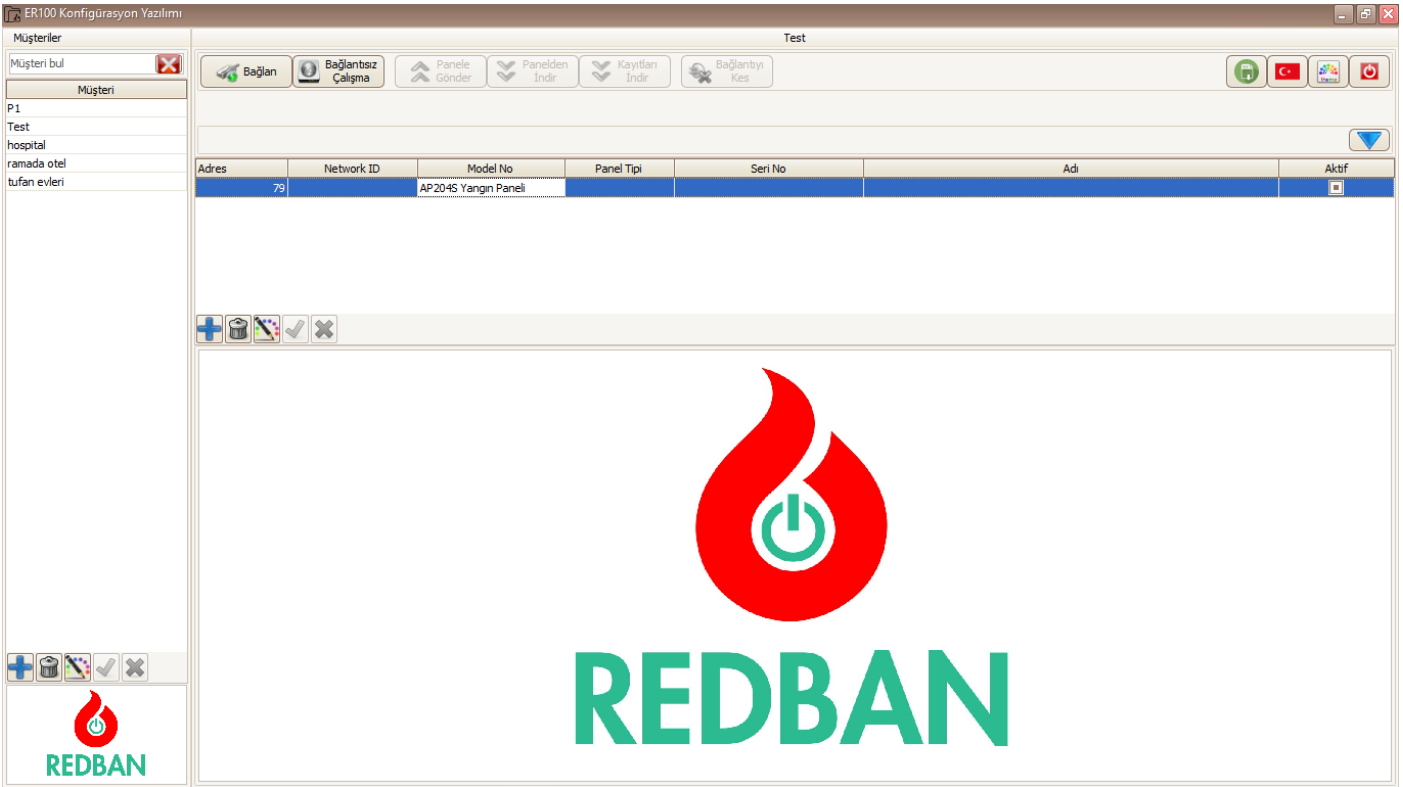 ER100 Konfigürasyon Yazılımı
Müşteriler
Test
Müşteri bul
Bağlan
Bağlantısız
Çalışma
Panele
Gönder
Panelden
İndir
Kayıtları
İndir
Bağlantıyı
Kes
Müşteri
P1
Test
hospital
ramada otel
tufan evleri
Adres Network ID Model No Panel Tipi Seri No Adı Aktif
79 AP204S Yangın Paneli
REDBAN
REDBAN